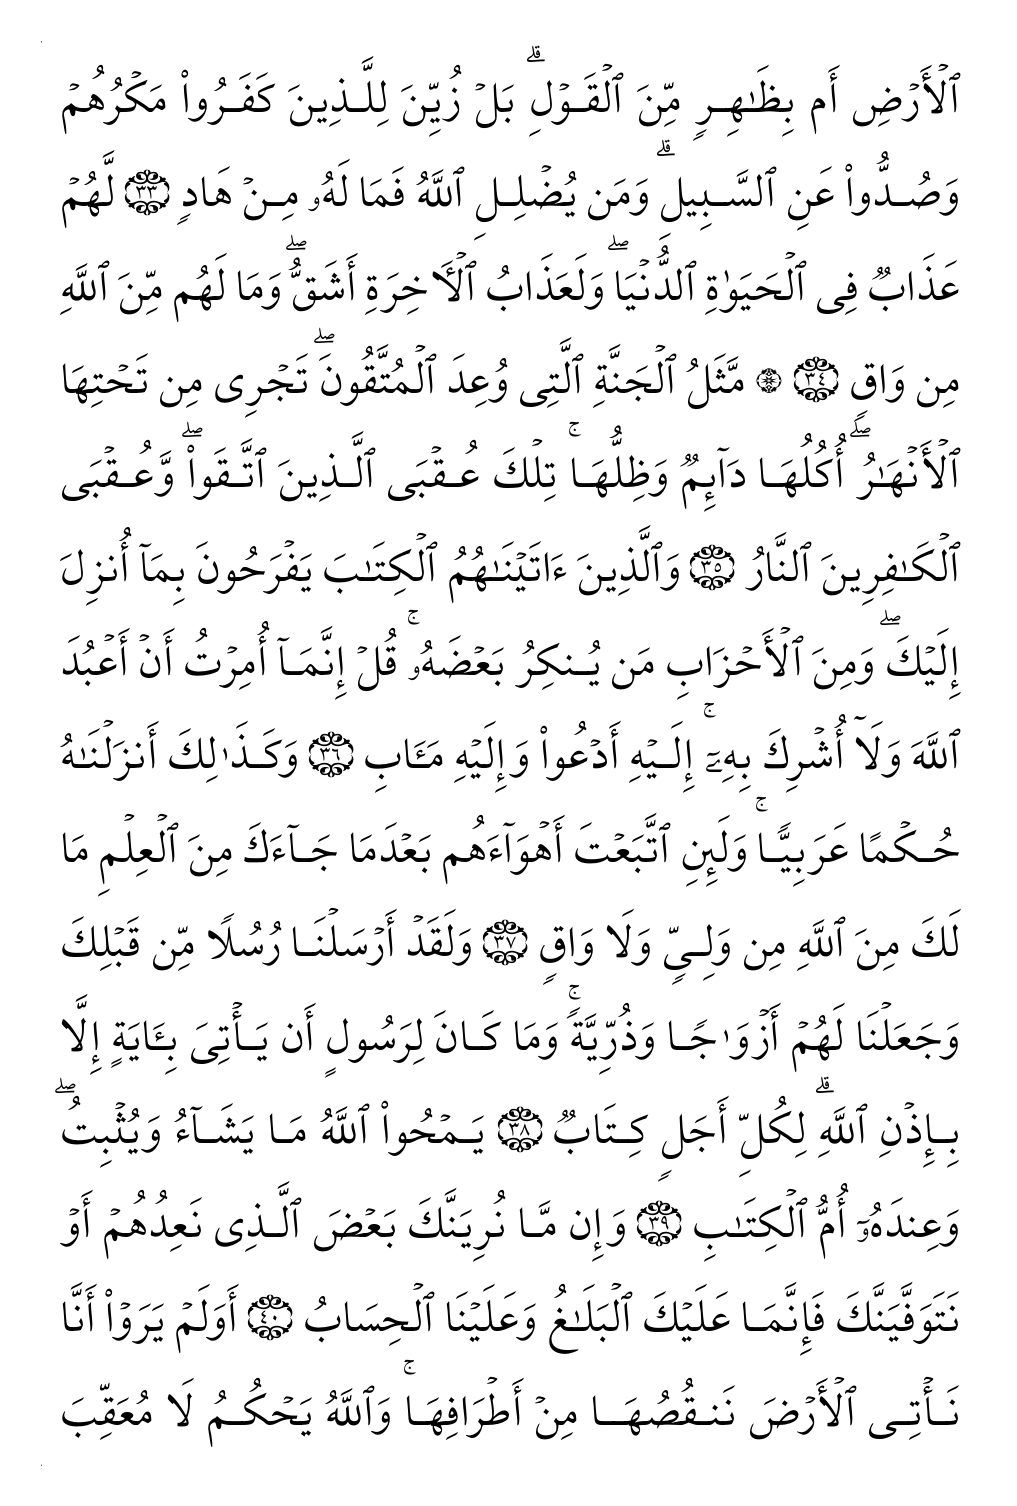 ٱلۡأَرۡضِ أَم بِظَٰهِرٖ مِّنَ ٱلۡقَوۡلِۗ بَلۡ زُيِّنَ لِلَّذِينَ كَفَرُواْ مَكۡرُهُمۡ
وَصُدُّواْ عَنِ ٱلسَّبِيلِۗ وَمَن يُضۡلِلِ ٱللَّهُ فَمَا لَهُۥ مِنۡ هَادٖ ٣٣ لَّهُمۡ
عَذَابٞ فِي ٱلۡحَيَوٰةِ ٱلدُّنۡيَاۖ وَلَعَذَابُ ٱلۡأٓخِرَةِ أَشَقُّۖ وَمَا لَهُم مِّنَ ٱللَّهِ
مِن وَاقٖ ٣٤ ۞ مَّثَلُ ٱلۡجَنَّةِ ٱلَّتِي وُعِدَ ٱلۡمُتَّقُونَۖ تَجۡرِي مِن تَحۡتِهَا
ٱلۡأَنۡهَٰرُۖ أُكُلُهَا دَآئِمٞ وَظِلُّهَاۚ تِلۡكَ عُقۡبَى ٱلَّذِينَ ٱتَّقَواْۖ وَّعُقۡبَى
ٱلۡكَٰفِرِينَ ٱلنَّارُ ٣٥ وَٱلَّذِينَ ءَاتَيۡنَٰهُمُ ٱلۡكِتَٰبَ يَفۡرَحُونَ بِمَآ أُنزِلَ
إِلَيۡكَۖ وَمِنَ ٱلۡأَحۡزَابِ مَن يُنكِرُ بَعۡضَهُۥۚ قُلۡ إِنَّمَآ أُمِرۡتُ أَنۡ أَعۡبُدَ
ٱللَّهَ وَلَآ أُشۡرِكَ بِهِۦٓۚ إِلَيۡهِ أَدۡعُواْ وَإِلَيۡهِ مَـَٔابِ ٣٦ وَكَذَٰلِكَ أَنزَلۡنَٰهُ
حُكۡمًا عَرَبِيّٗاۚ وَلَئِنِ ٱتَّبَعۡتَ أَهۡوَآءَهُم بَعۡدَمَا جَآءَكَ مِنَ ٱلۡعِلۡمِ مَا
لَكَ مِنَ ٱللَّهِ مِن وَلِيّٖ وَلَا وَاقٖ ٣٧ وَلَقَدۡ أَرۡسَلۡنَا رُسُلٗا مِّن قَبۡلِكَ
وَجَعَلۡنَا لَهُمۡ أَزۡوَٰجٗا وَذُرِّيَّةٗۚ وَمَا كَانَ لِرَسُولٍ أَن يَأۡتِيَ بِـَٔايَةٍ إِلَّا
بِإِذۡنِ ٱللَّهِۗ لِكُلِّ أَجَلٖ كِتَابٞ ٣٨ يَمۡحُواْ ٱللَّهُ مَا يَشَآءُ وَيُثۡبِتُۖ
وَعِندَهُۥٓ أُمُّ ٱلۡكِتَٰبِ ٣٩ وَإِن مَّا نُرِيَنَّكَ بَعۡضَ ٱلَّذِي نَعِدُهُمۡ أَوۡ
نَتَوَفَّيَنَّكَ فَإِنَّمَا عَلَيۡكَ ٱلۡبَلَٰغُ وَعَلَيۡنَا ٱلۡحِسَابُ ٤٠ أَوَلَمۡ يَرَوۡاْ أَنَّا
نَأۡتِي ٱلۡأَرۡضَ نَنقُصُهَا مِنۡ أَطۡرَافِهَاۚ وَٱللَّهُ يَحۡكُمُ لَا مُعَقِّبَ